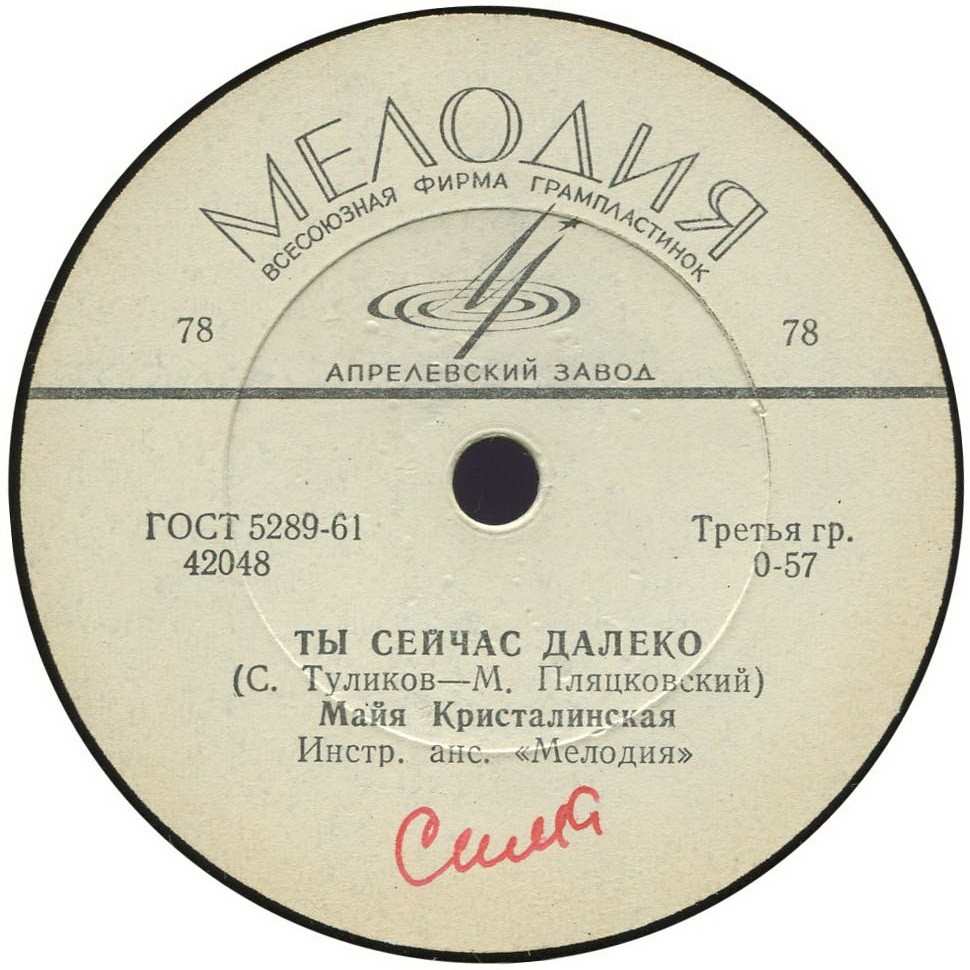 МЕЛОДИЯ
ВСЕСОЮЗНАЯ ФИРМА ГРАМПЛАСТИНОК
78 78
АПРЕЛЕВСКИЙ ЗАВОД
ГОСТ 5289-61 Третья гр.
42048 0-57
ТЫ СЕЙЧАС ДАЛЕКО
(С. Туликов—М. Пляцковский)
Майя Кристалинская
Инстр. анс. «Мелодия»